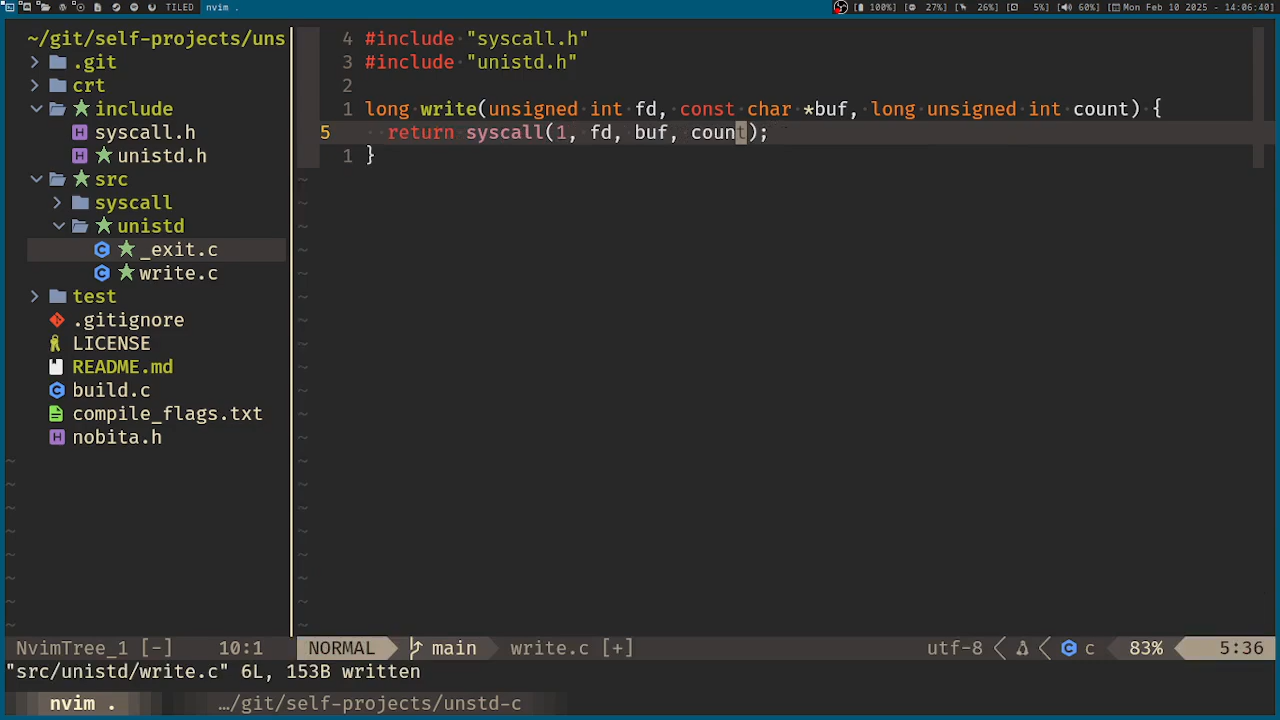 TILED nvim . 100%| 27%| 26%| 5%| 60%| Mon Feb 10 2025 - 14:06:40
~/git/self-projects/uns
.git
crt
include
syscall.h
unistd.h
src
syscall
unistd
_exit.c
write.c
test
.gitignore
LICENSE
README.md
build.c
compile_flags.txt
nobita.h
4 #include "syscall.h"
3 #include "unistd.h"
2
1 long write(unsigned int fd, const char *buf, long unsigned int count) {
5 return syscall(1, fd, buf, count);
1 }
NvimTree_1 [-] 10:1 NORMAL main write.c [+] utf-8 c 83% 5:36
"src/unistd/write.c" 6L, 153B written
nvim . …/git/self-projects/unstd-c